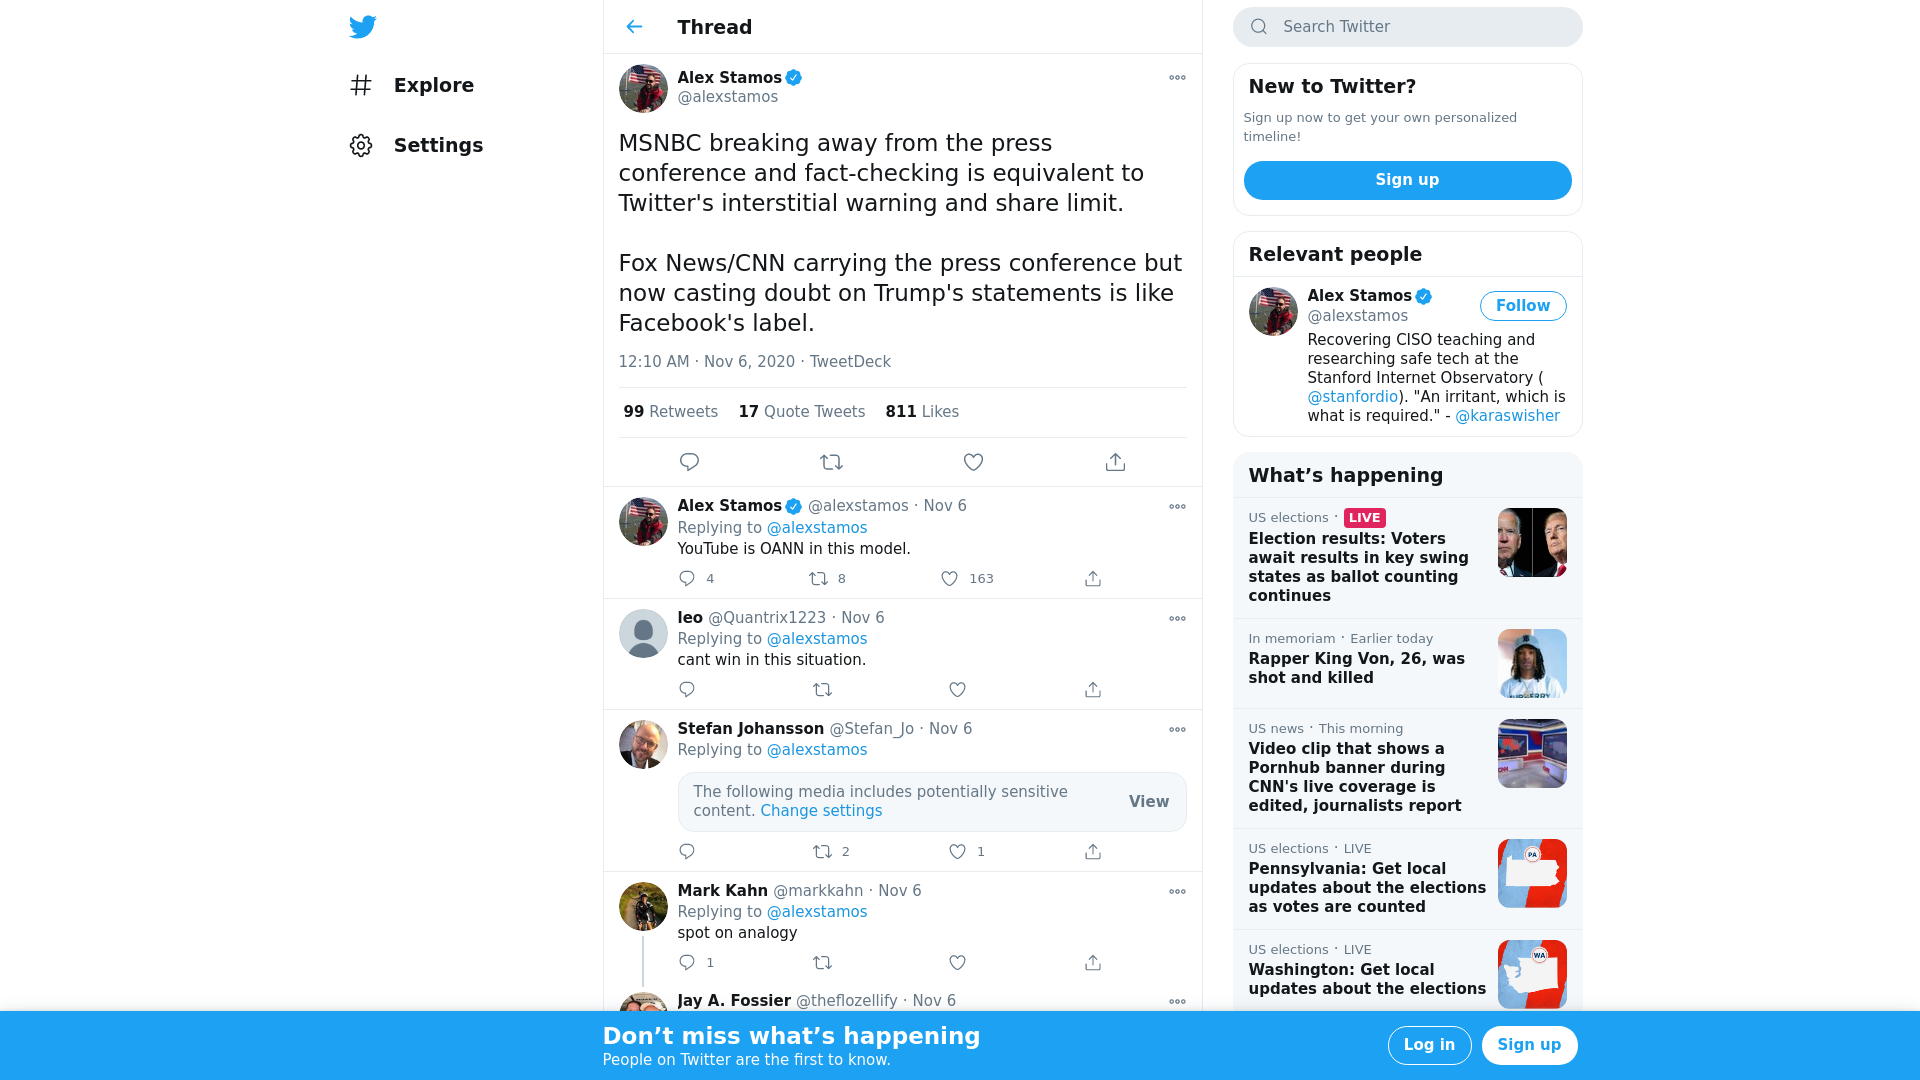 Explore
Settings
Thread
Alex Stamos
@alexstamos
MSNBC breaking away from the press
conference and fact-checking is equivalent to
Twitter's interstitial warning and share limit.
Fox News/CNN carrying the press conference but
now casting doubt on Trump's statements is like
Facebook's label.
12:10 AM · Nov 6, 2020 · TweetDeck
99 Retweets 17 Quote Tweets 811 Likes
Alex Stamos @alexstamos · Nov 6
Replying to @alexstamos
YouTube is OANN in this model.
4 8 163
leo @Quantrix1223 · Nov 6
Replying to @alexstamos
cant win in this situation.
Stefan Johansson @Stefan_Jo · Nov 6
Replying to @alexstamos
The following media includes potentially sensitive
content. Change settings
View
2 1
Mark Kahn @markkahn · Nov 6
Replying to @alexstamos
spot on analogy
1
Jay A. Fossier @theflozellify · Nov 6
Search Twitter
New to Twitter?
Sign up now to get your own personalized
timeline!
Sign up
Relevant people
Alex Stamos
@alexstamos
Follow
Recovering CISO teaching and
researching safe tech at the
Stanford Internet Observatory (
@stanfordio). "An irritant, which is
what is required." - @karaswisher
What’s happening
US elections · LIVE
Election results: Voters
await results in key swing
states as ballot counting
continues
In memoriam · Earlier today
Rapper King Von, 26, was
shot and killed
US news · This morning
Video clip that shows a
Pornhub banner during
CNN's live coverage is
edited, journalists report
US elections · LIVE
Pennsylvania: Get local
updates about the elections
as votes are counted
PA
US elections · LIVE
Washington: Get local
updates about the elections
WA
Don’t miss what’s happening
People on Twitter are the first to know.
Log in
Sign up